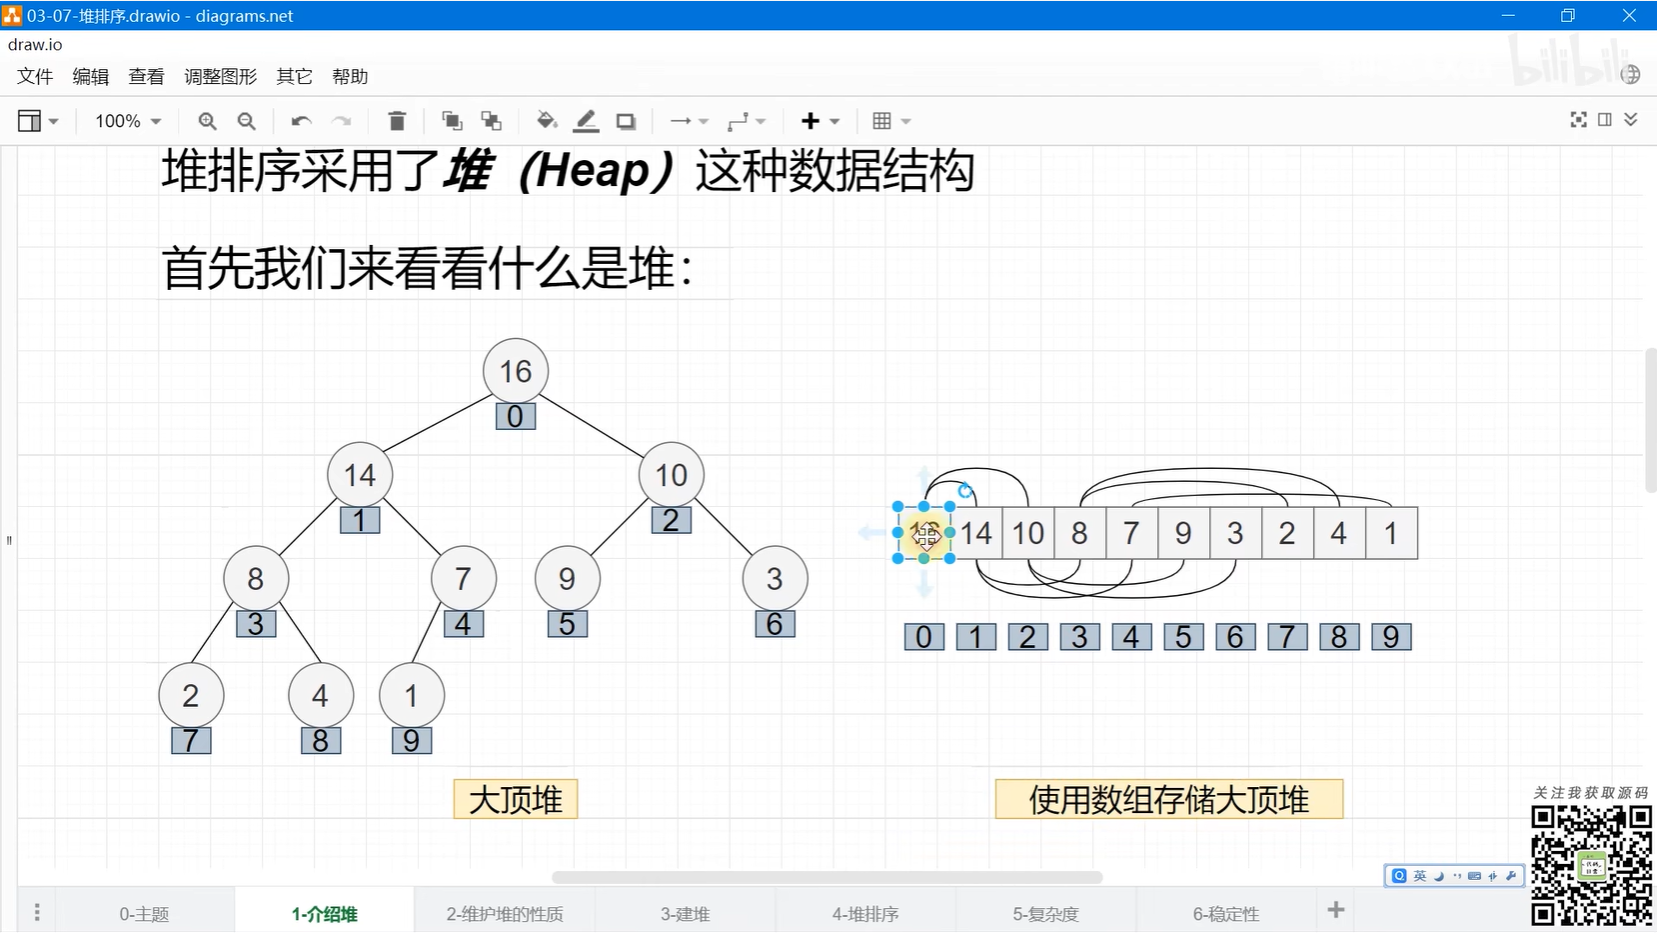 03-07-堆排序.drawio - diagrams.net
draw.io
bilibili
文件 编辑 查看 调整图形 其它 帮助
100%
堆排序采用了堆（Heap）这种数据结构
首先我们来看看什么是堆：
16
0
14 10
1 2
8 7 9 3
3 4 5 6
2 4 1
7 8 9
14 10 8 7 9 3 2 4 1
0 1 2 3 4 5 6 7 8 9
大顶堆
使用数组存储大顶堆
关注我获取源码
英
0-主题 1-介绍堆 2-维护堆的性质 3-建堆 4-堆排序 5-复杂度 6-稳定性